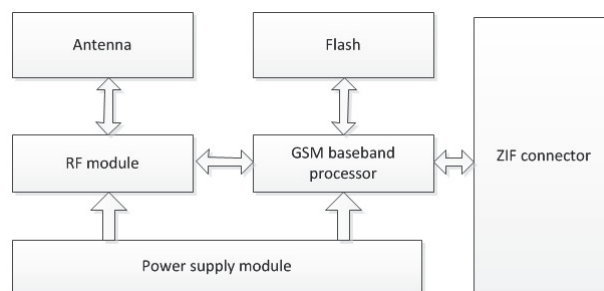 Antenna
Flash
RF module
GSM baseband
processor
ZIF connector
Power supply module